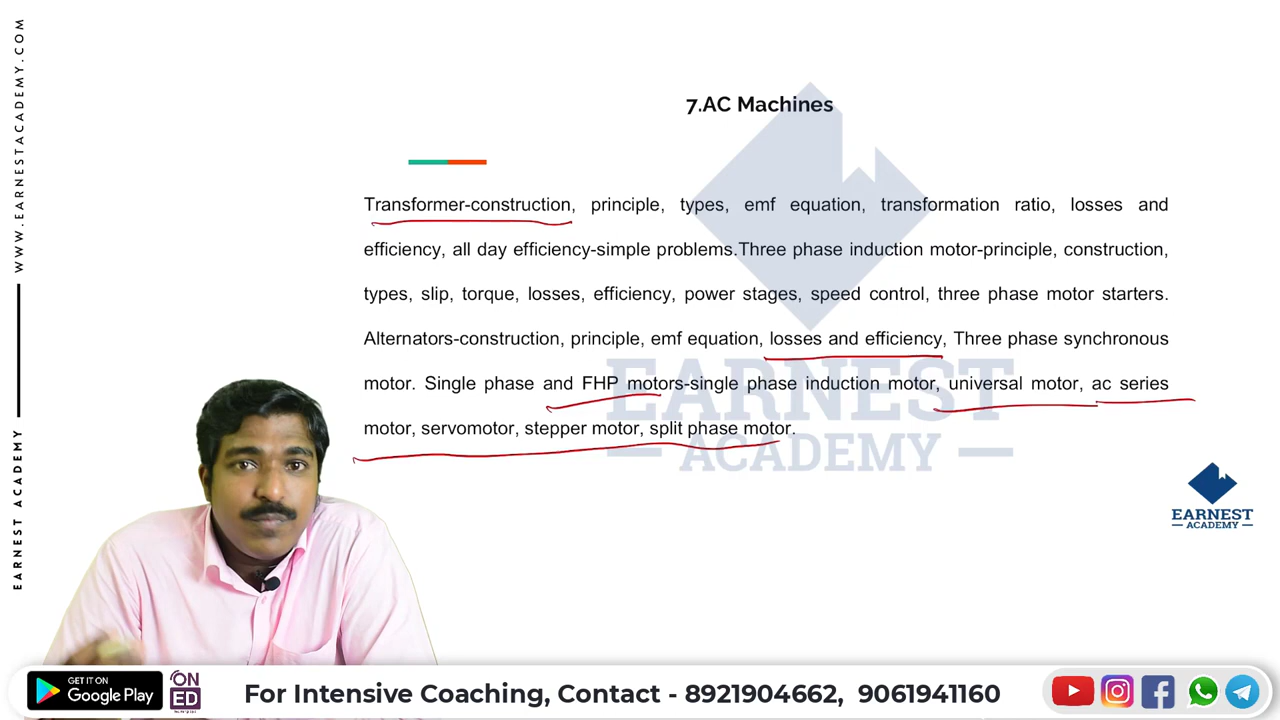 WWW.EARNESTACADEMY.COM
EARNEST ACADEMY
7.AC Machines
Transformer-construction, principle, types, emf equation, transformation ratio, losses and
efficiency, all day efficiency-simple problems.Three phase induction motor-principle, construction,
types, slip, torque, losses, efficiency, power stages, speed control, three phase motor starters.
Alternators-construction, principle, emf equation, losses and efficiency, Three phase synchronous
motor. Single phase and FHP motors-single phase induction motor, universal motor, ac series
motor, servomotor, stepper motor, split phase motor.
EARNEST
ACADEMY
EARNEST
ACADEMY
GET IT ON
Google Play
ON
ED
For Intensive Coaching, Contact - 8921904662, 9061941160